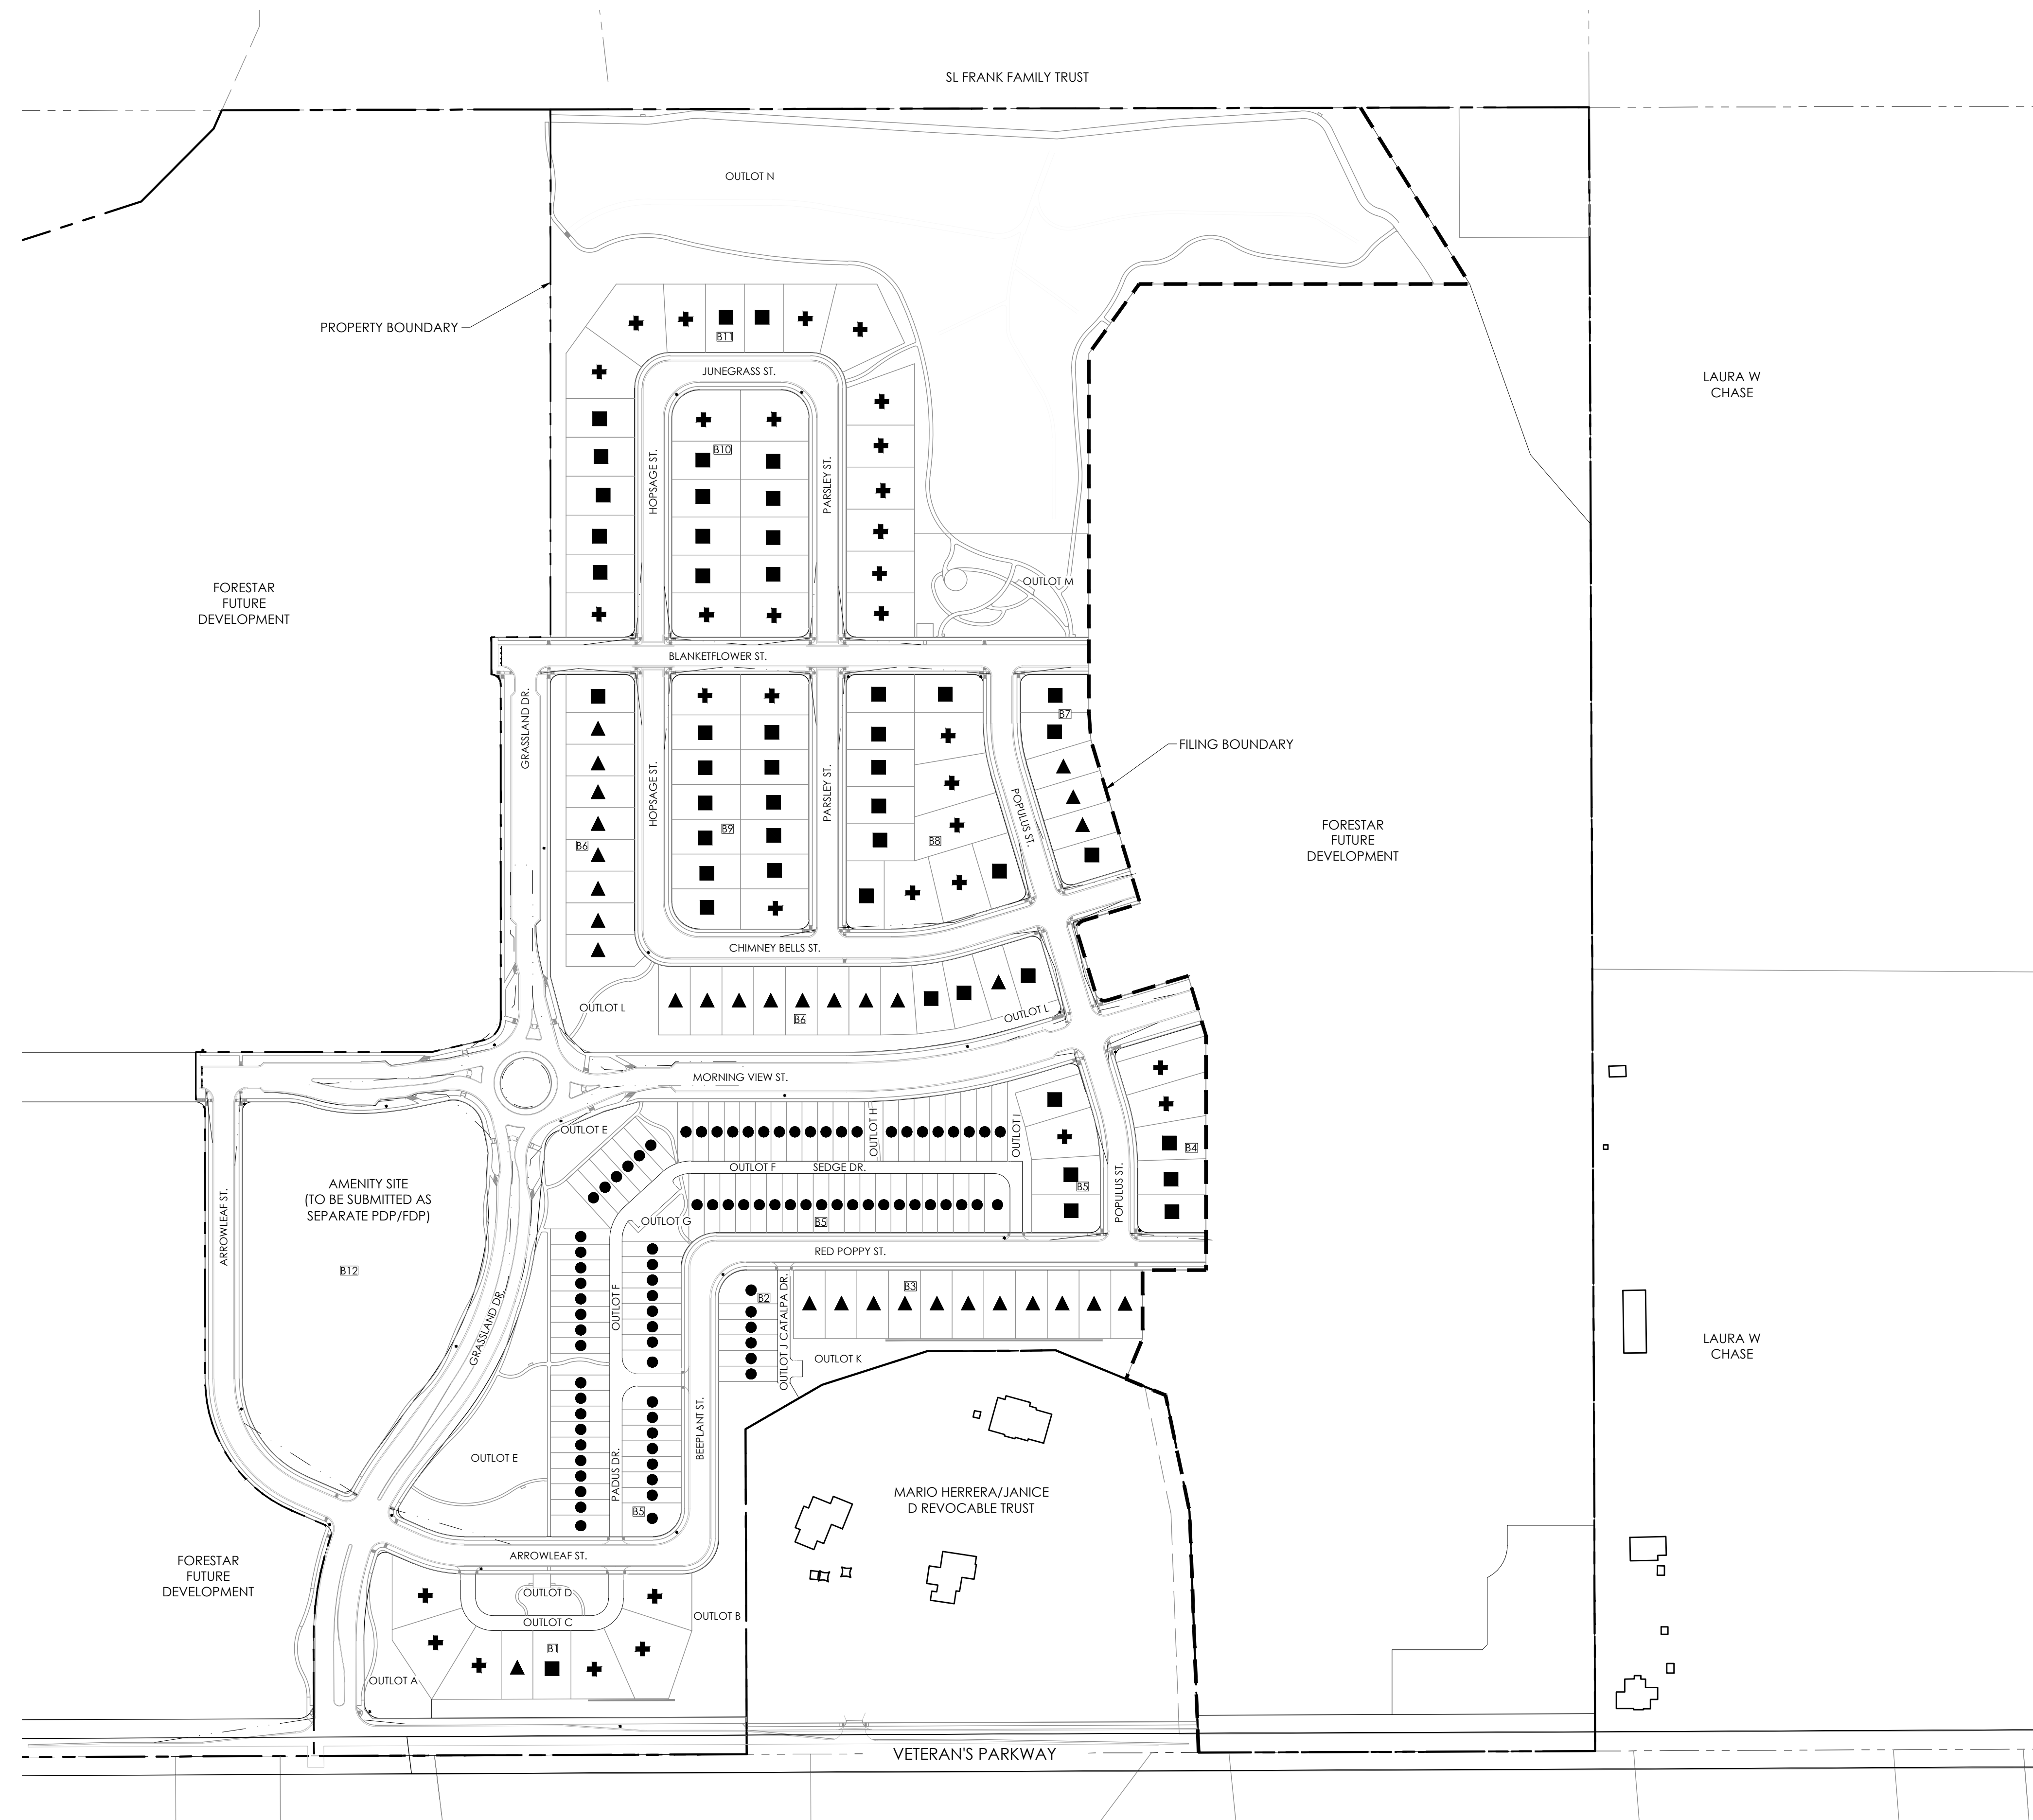 SL FRANK FAMILY TRUST
OUTLOT N
PROPERTY BOUNDARY
B11
JUNEGRASS ST.
LAURA W
CHASE
B10
HOPSAGE ST.
PARSLEY ST.
FORESTAR
FUTURE
DEVELOPMENT
OUTLOT M
BLANKETFLOWER ST.
GRASSLAND DR.
B7
FILING BOUNDARY
HOPSAGE ST.
PARSLEY ST.
POPULUS ST.
B6
B9
B8
FORESTAR
FUTURE
DEVELOPMENT
CHIMNEY BELLS ST.
OUTLOT L
B6
OUTLOT L
MORNING VIEW ST.
OUTLOT E
OUTLOT H
OUTLOT I
B4
OUTLOT F
SEDGE DR.
AMENITY SITE
(TO BE SUBMITTED AS
SEPARATE PDP/FDP)
B12
ARROWLEAF ST.
B5
POPULUS ST.
OUTLOT G
B5
RED POPPY ST.
GRASSLAND DR.
OUTLOT F
B2
B3
OUTLOT J CATALPA DR.
OUTLOT K
LAURA W
CHASE
OUTLOT E
PADUS DR.
BEEPLANT ST.
B5
MARIO HERRERA/JANICE
D REVOCABLE TRUST
ARROWLEAF ST.
FORESTAR
FUTURE
DEVELOPMENT
OUTLOT D
OUTLOT C
OUTLOT B
B1
OUTLOT A
VETERAN'S PARKWAY